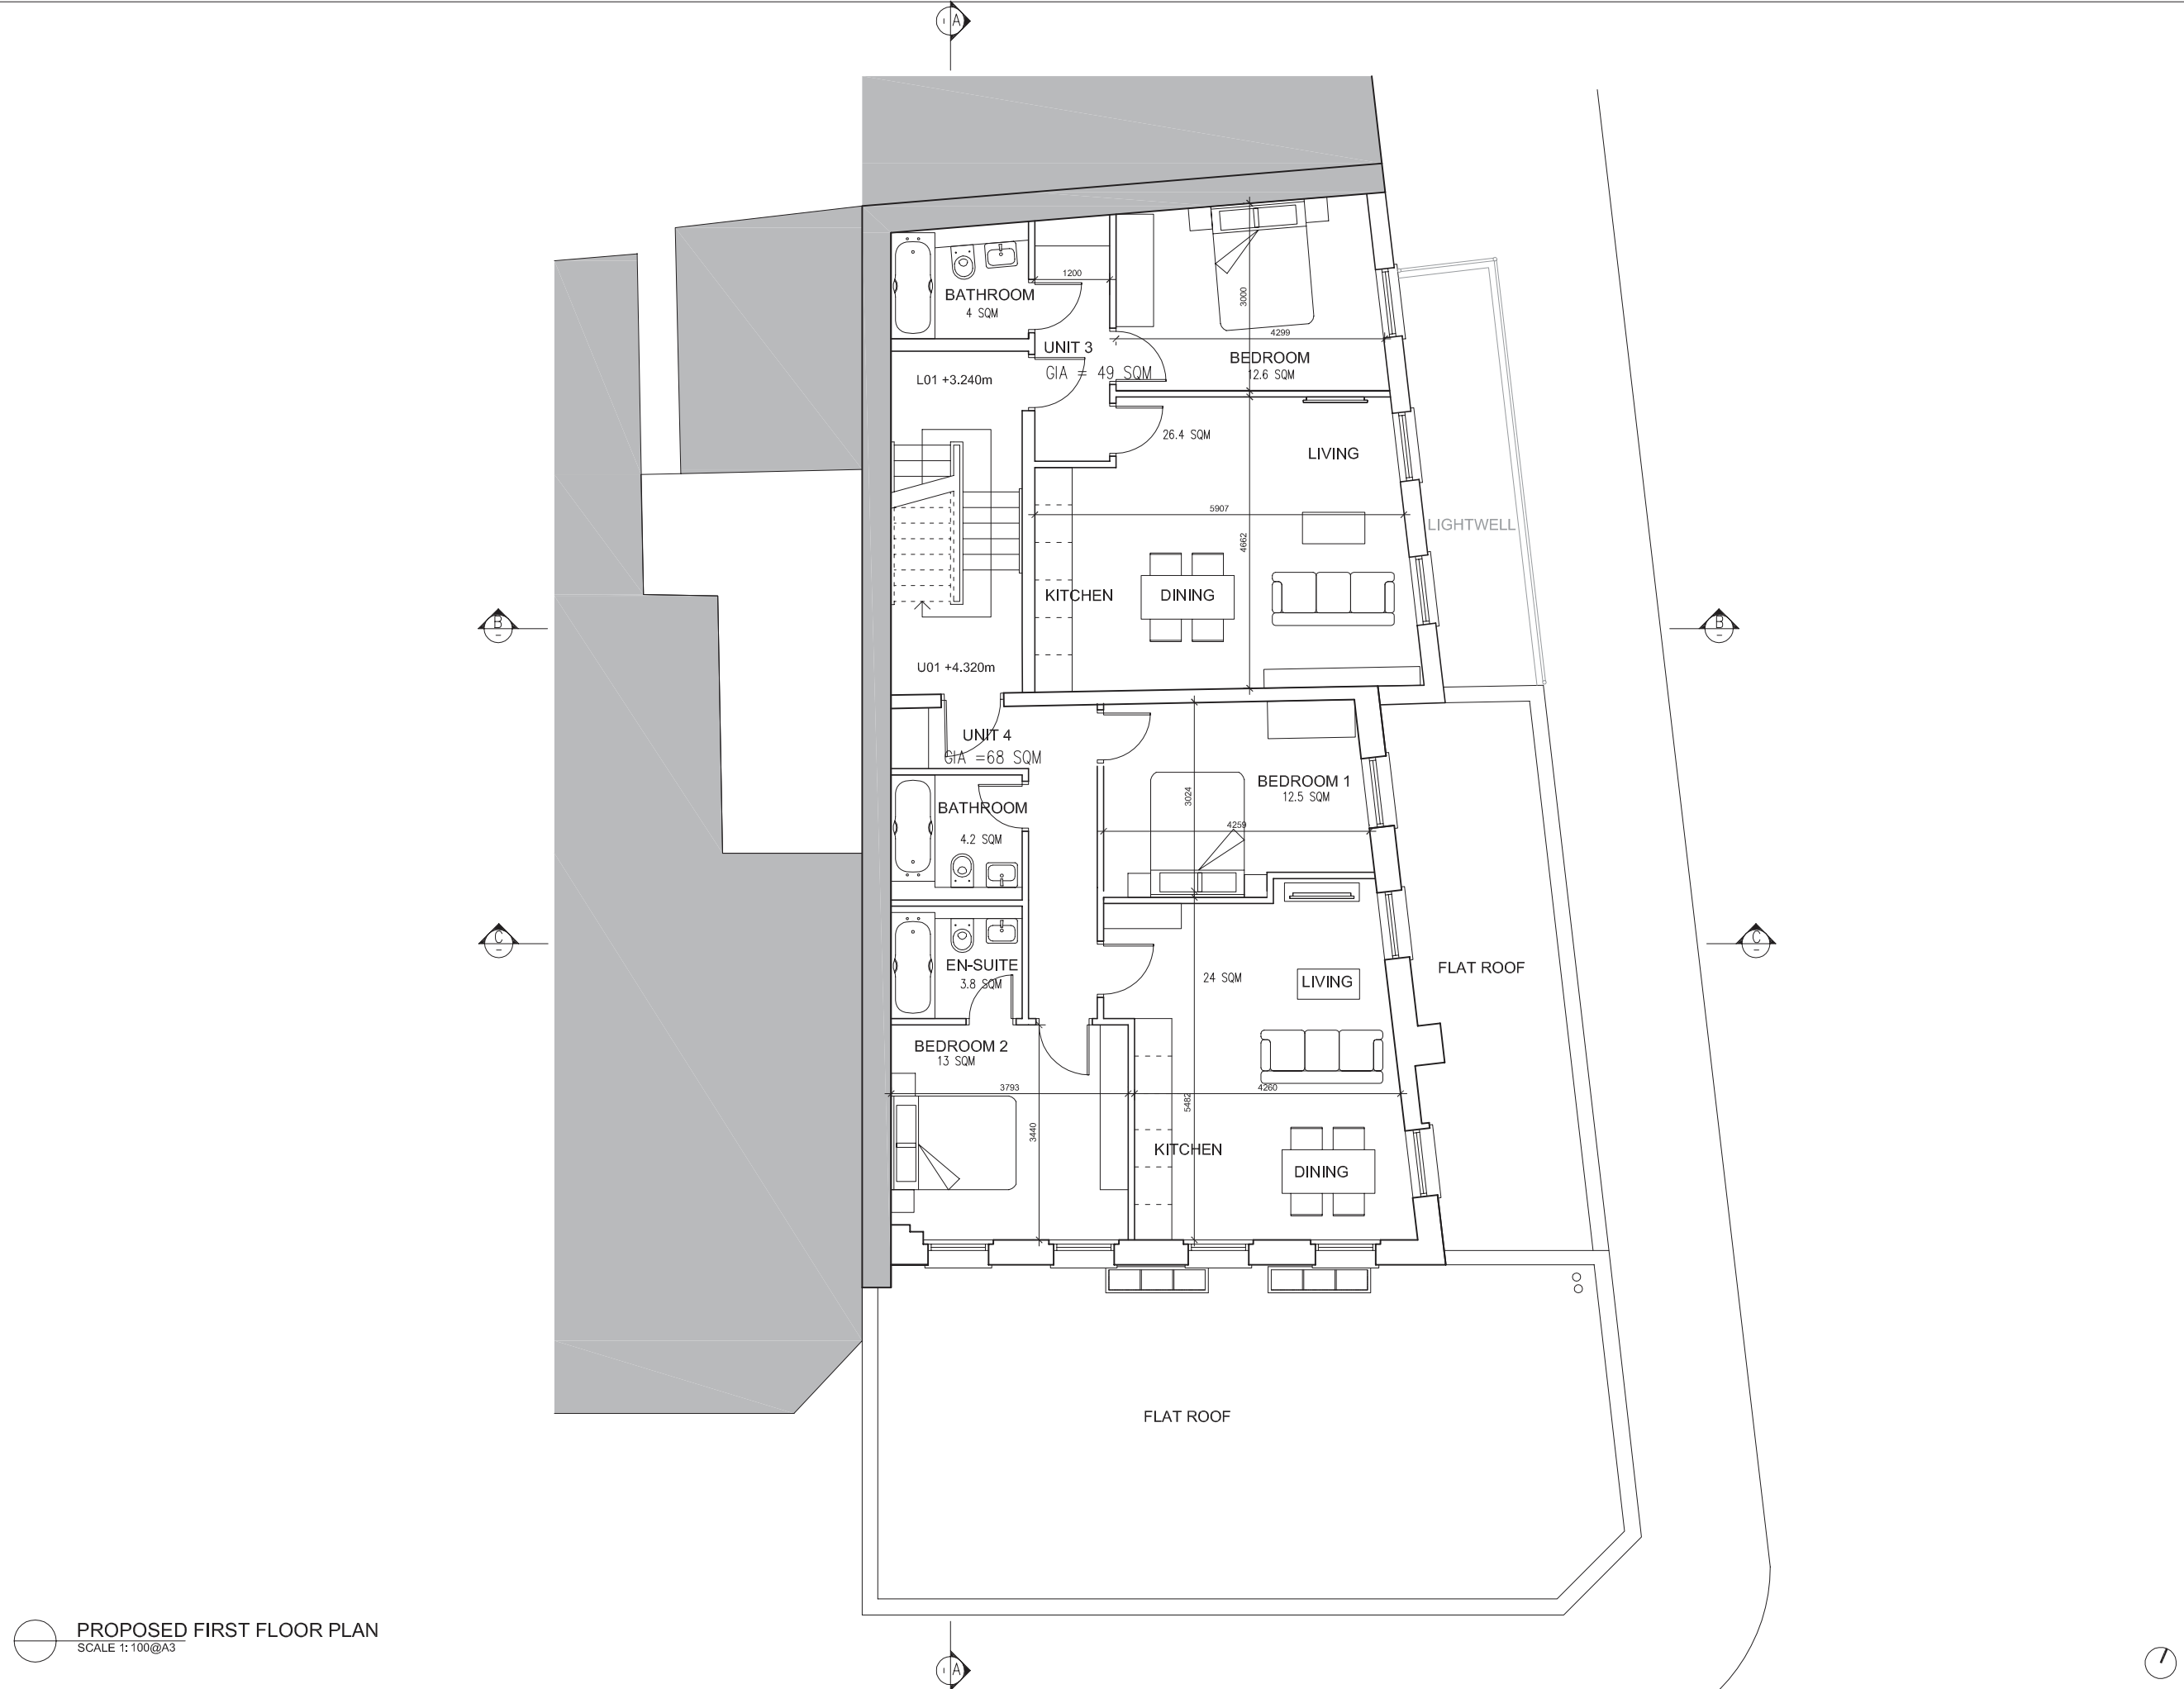 A
BATHROOM
4 SQM
1200
3000
4299
UNIT 3
GIA = 49 SQM
BEDROOM
12.6 SQM
L01 +3.240m
26.4 SQM
LIVING
5907
4662
LIGHTWELL
KITCHEN
DINING
B
B
U01 +4.320m
UNIT 4
GIA =68 SQM
BEDROOM 1
12.5 SQM
3024
4259
BATHROOM
4.2 SQM
C
C
EN-SUITE
3.8 SQM
24 SQM
LIVING
FLAT ROOF
BEDROOM 2
13 SQM
3793
4260
5482
3440
KITCHEN
DINING
FLAT ROOF
PROPOSED FIRST FLOOR PLAN
SCALE 1:100@A3
A